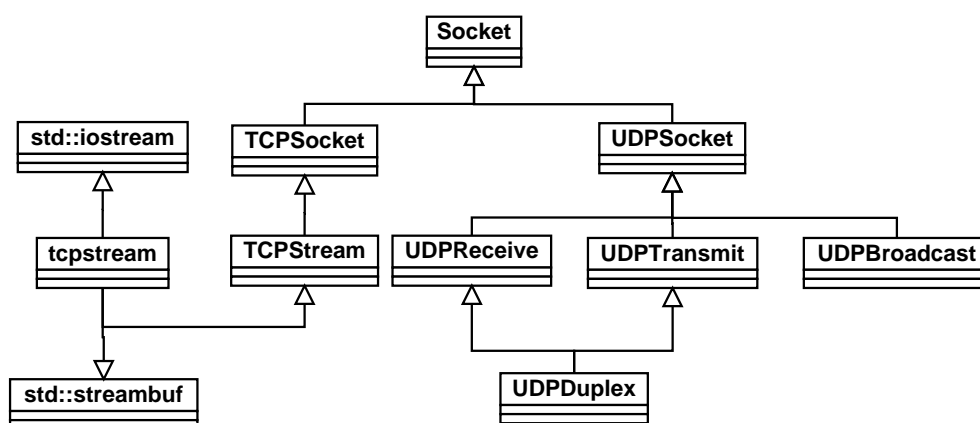 Socket
std::iostream
TCPSocket
UDPSocket
tcpstream
TCPStream
UDPReceive
UDPTransmit
UDPBroadcast
std::streambuf
UDPDuplex